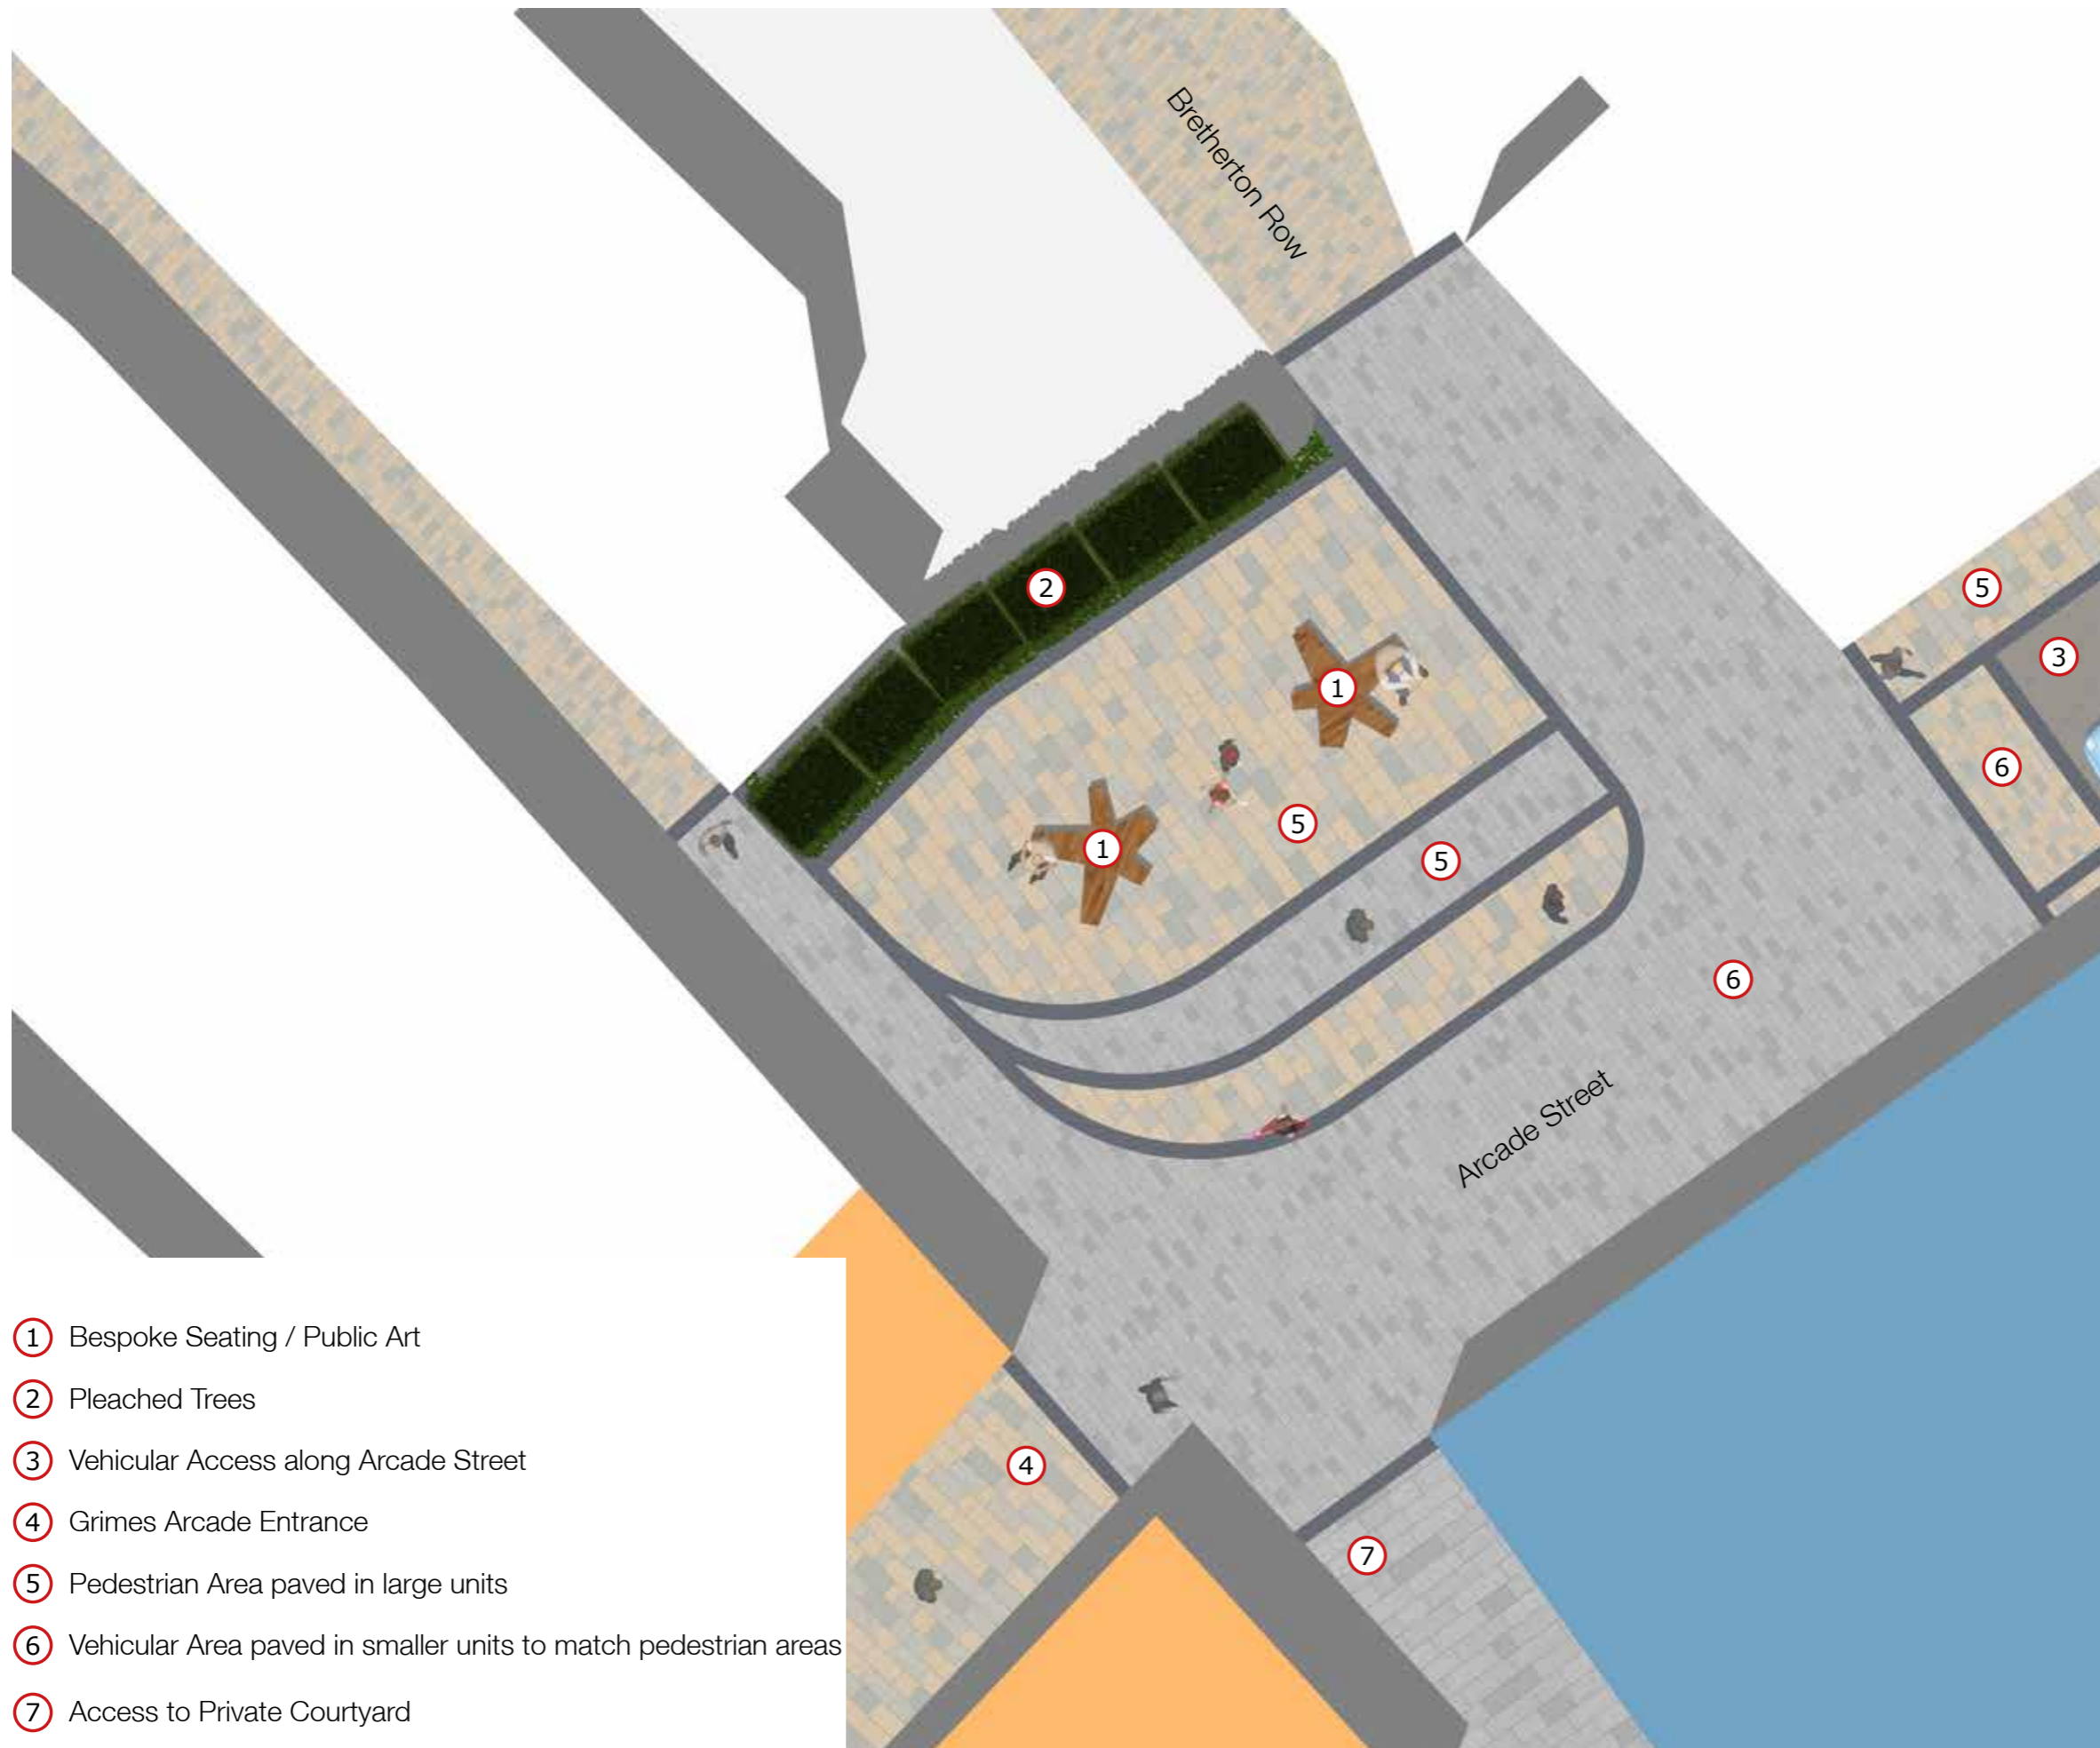 Bretherton Row
2
5
3
1
6
1
5
5
6
Arcade Street
4
7
1 Bespoke Seating / Public Art
2 Pleached Trees
3 Vehicular Access along Arcade Street
4 Grimes Arcade Entrance
5 Pedestrian Area paved in large units
6 Vehicular Area paved in smaller units to match pedestrian areas
7 Access to Private Courtyard